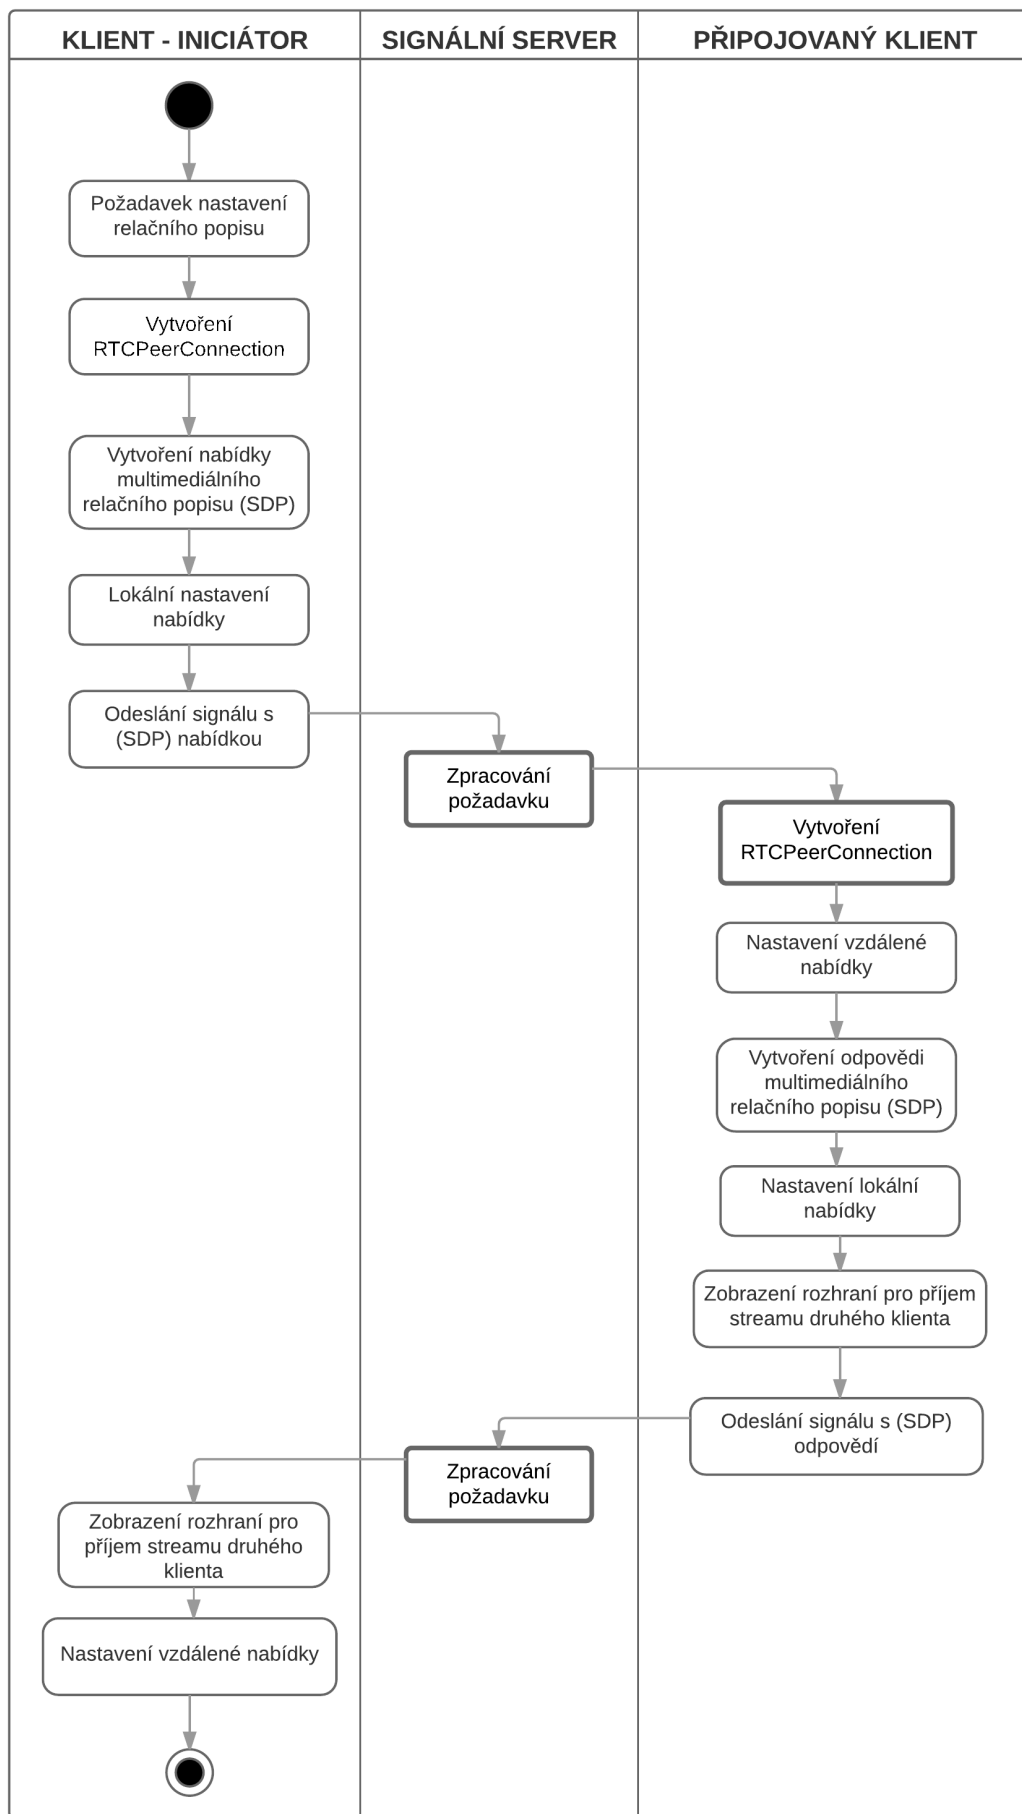 KLIENT - INICIÁTOR
SIGNÁLNÍ SERVER
PŘIPOJOVANÝ KLIENT
Požadavek nastavení
relačního popisu
Vytvoření
RTCPeerConnection
Vytvoření nabídky
multimediálního
relačního popisu (SDP)
Lokální nastavení
nabídky
Odeslání signálu s
(SDP) nabídkou
Zpracování
požadavku
Vytvoření
RTCPeerConnection
Nastavení vzdálené
nabídky
Vytvoření odpovědi
multimediálního
relačního popisu (SDP)
Nastavení lokální
nabídky
Zobrazení rozhraní pro příjem
streamu druhého klienta
Odeslání signálu s (SDP)
odpovědí
Zpracování
požadavku
Zobrazení rozhraní pro
příjem streamu druhého
klienta
Nastavení vzdálené nabídky